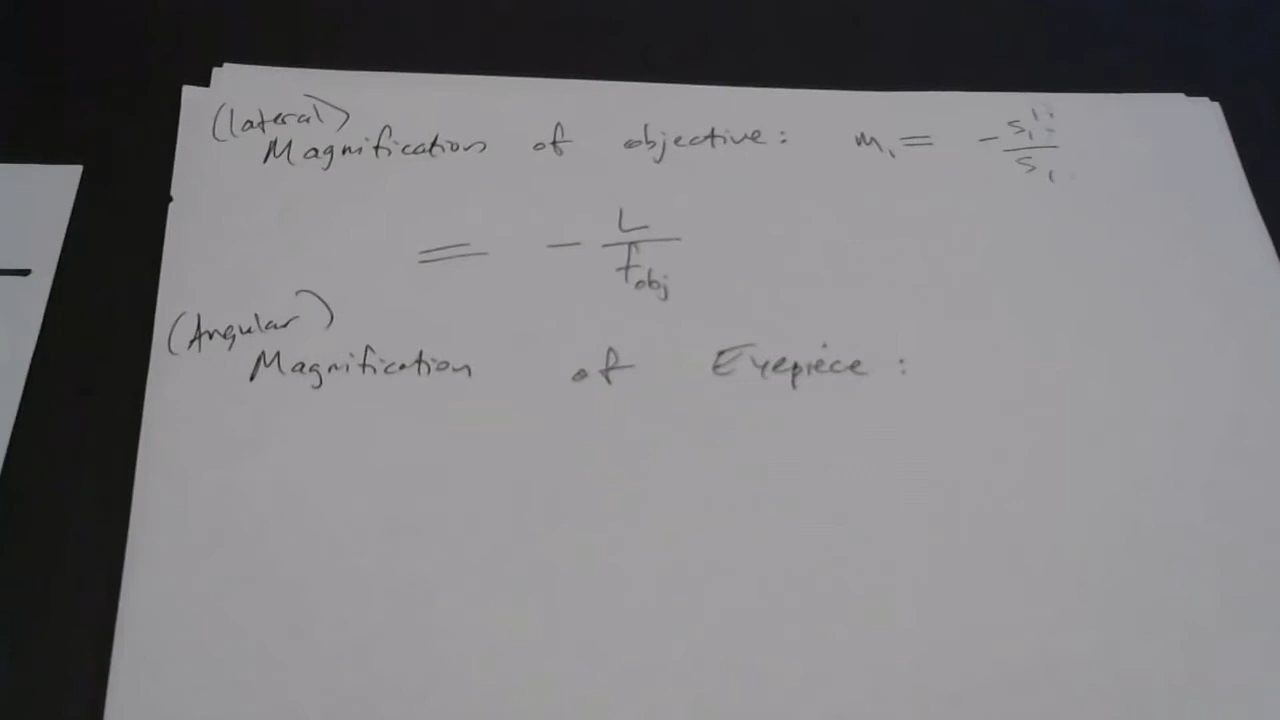 (lateral)
Magnification of objective: m₁ = - s₁' / s₁
= - L / f_obj
(Angular)
Magnification of Eyepiece: